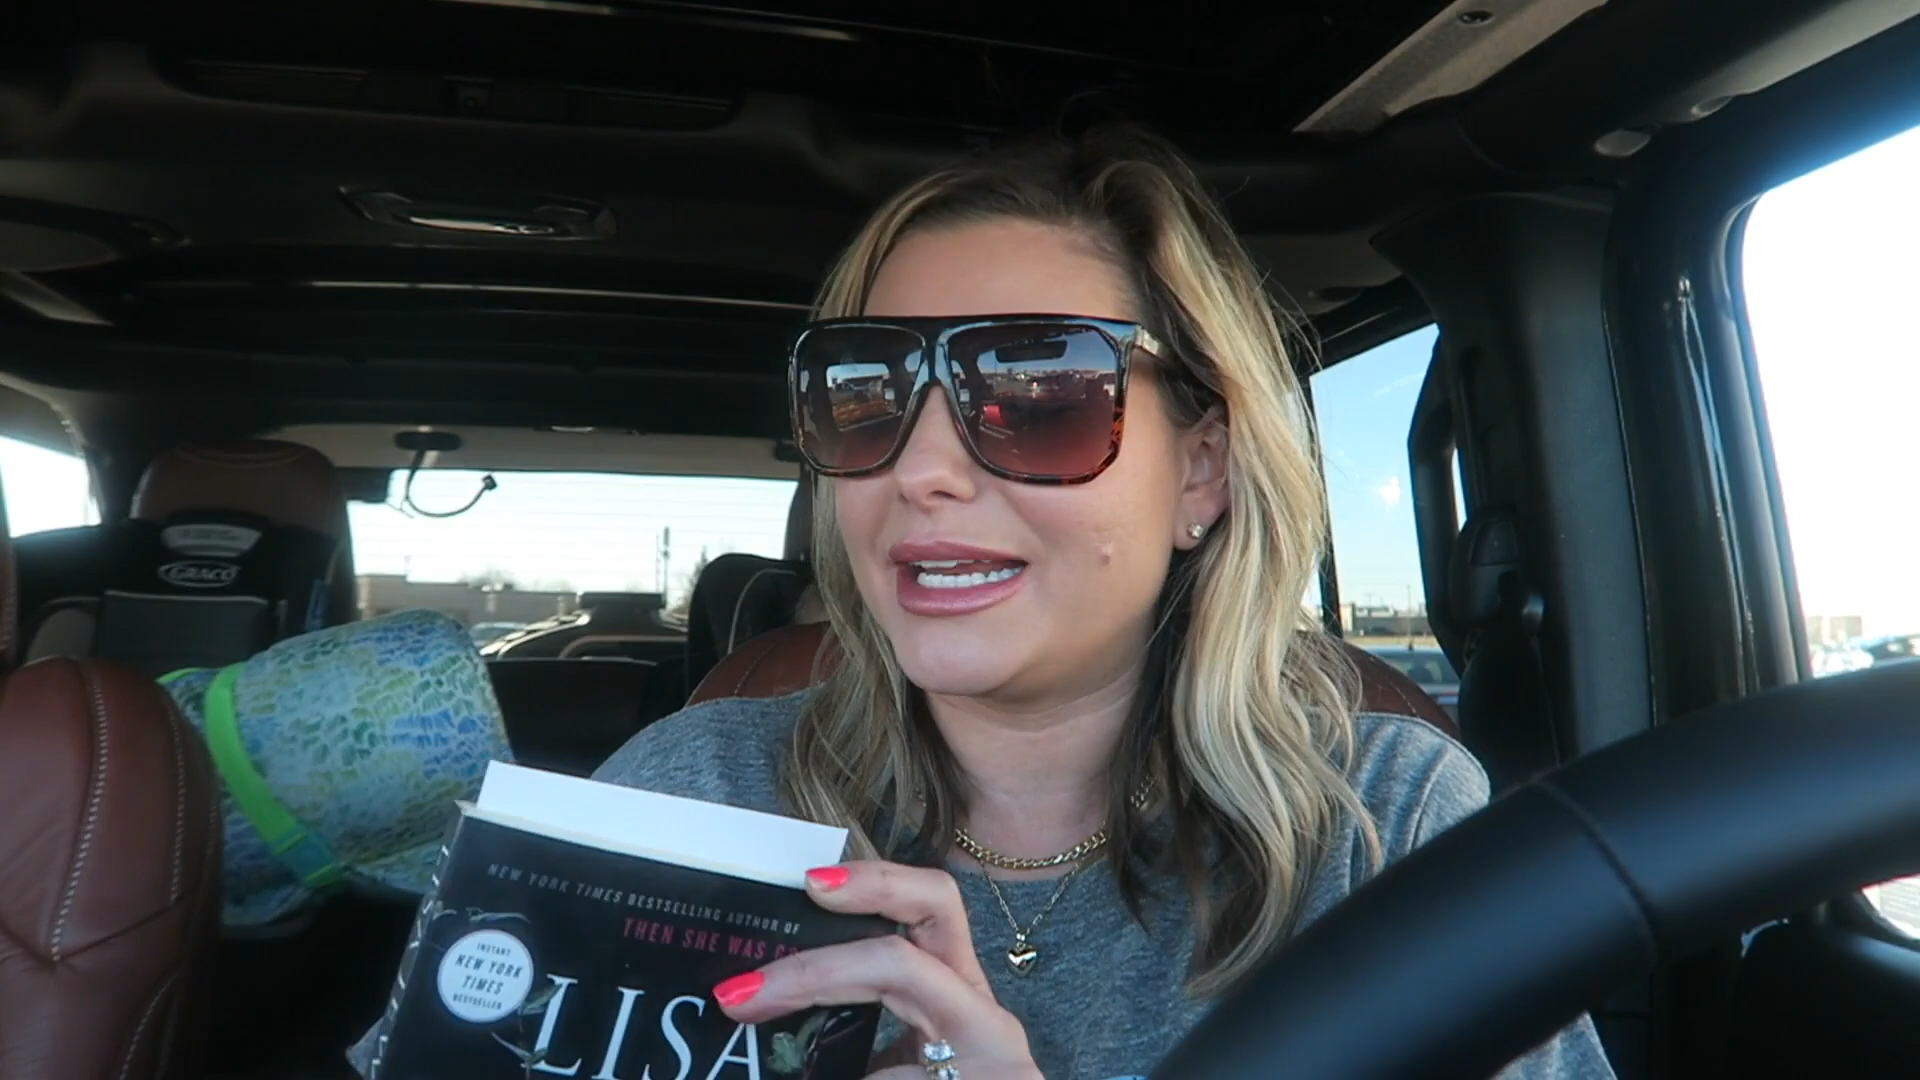 GRACO
NEW YORK TIMES BESTSELLING AUTHOR OF
THEN SHE WAS
INSTANT
NEW YORK
TIMES
BESTSELLER
LISA